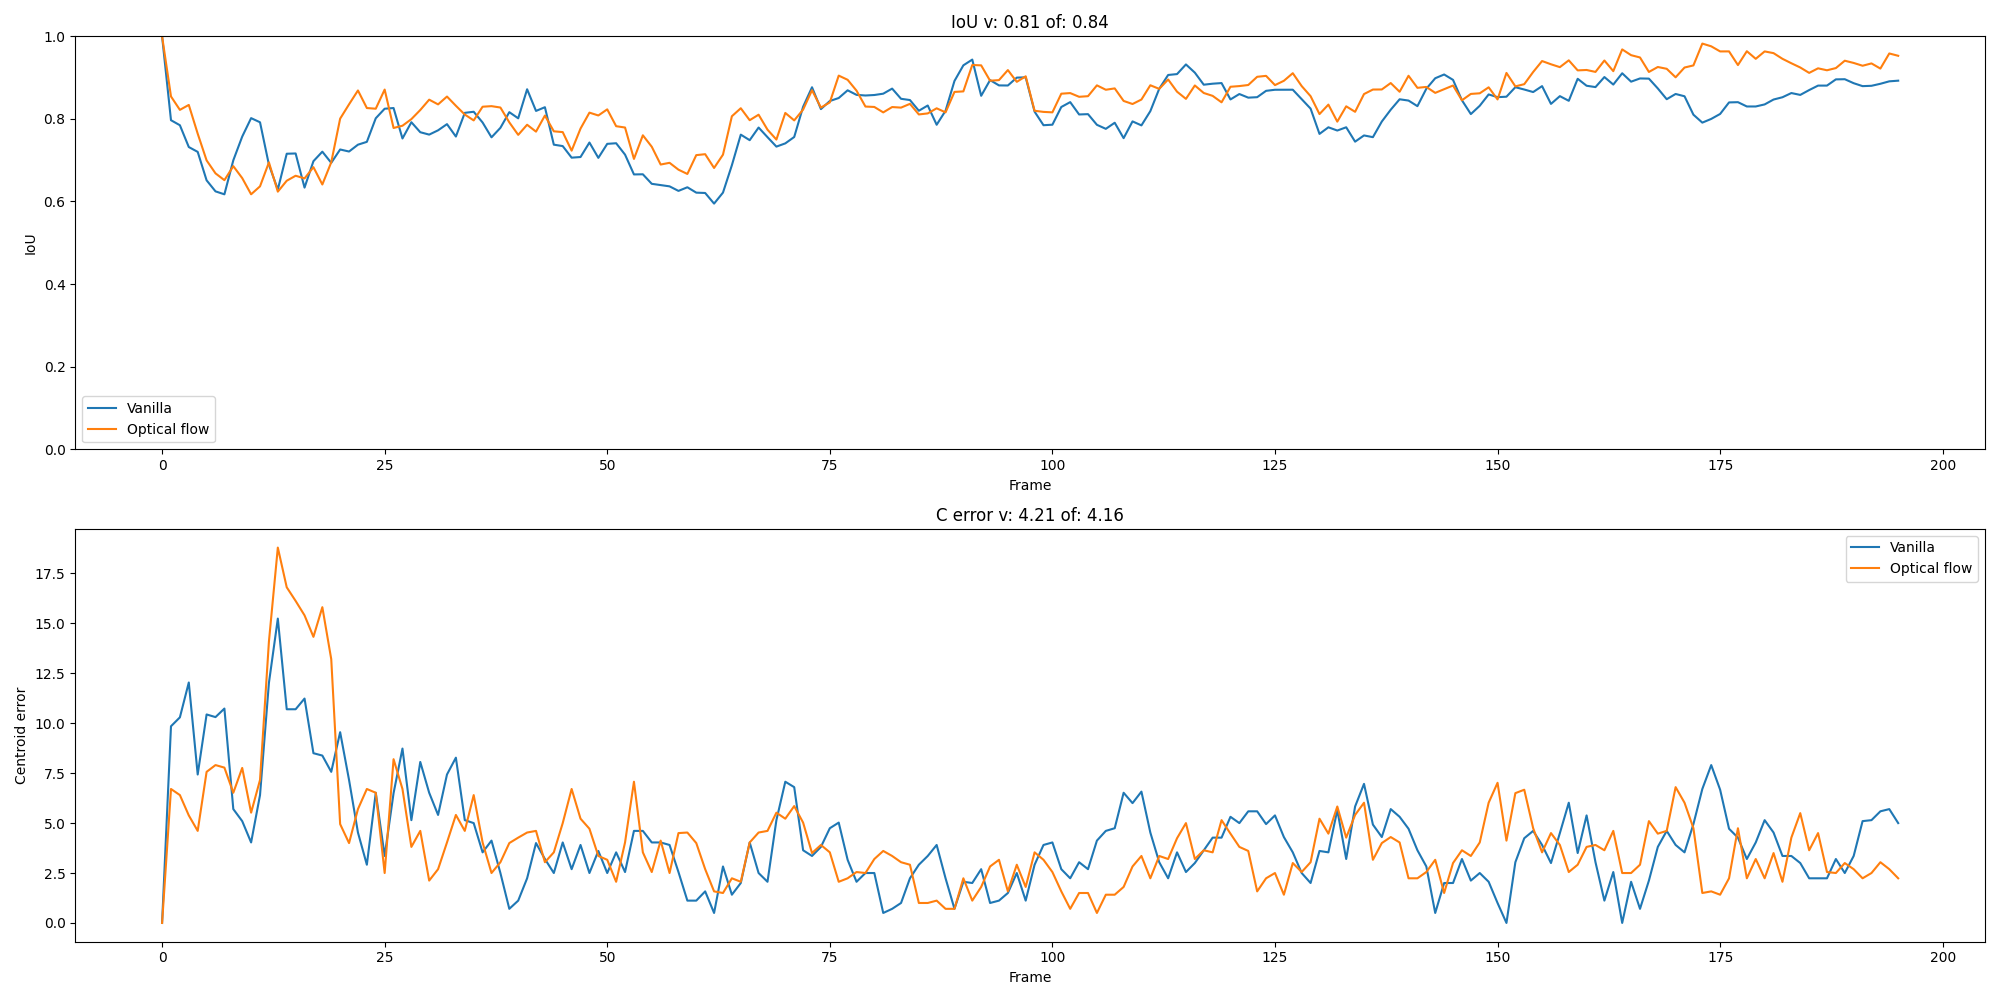 IoU v: 0.81 of: 0.84
1.0
0.8
0.6
0.4
0.2
0.0
IoU
Vanilla
Optical flow
0 25 50 75 100 125 150 175 200
Frame
C error v: 4.21 of: 4.16
17.5
15.0
12.5
10.0
7.5
5.0
2.5
0.0
Centroid error
Vanilla
Optical flow
0 25 50 75 100 125 150 175 200
Frame